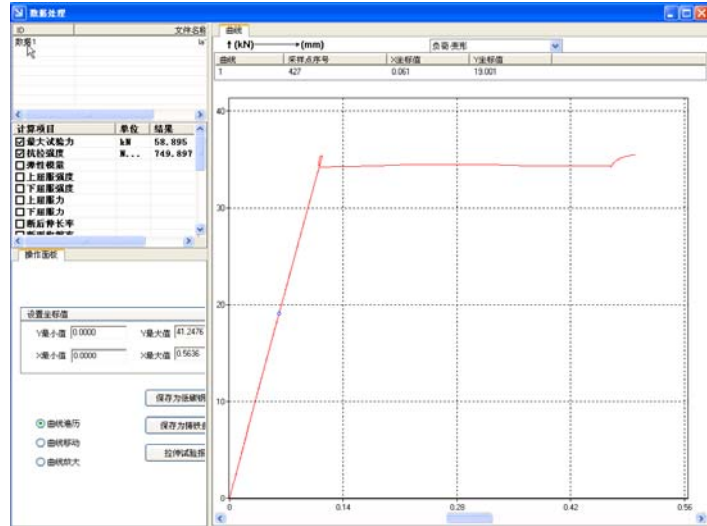 数据处理
ID 文件名称
数据1
计算项目 单位 结果
最大试验力 kN 58.895
抗拉强度 N... 749.897
弹性模量
上屈服强度
下屈服强度
上屈服力
下屈服力
断后伸长率
操作面板
设置坐标值
Y最小值 0.0000 Y最大值 41.2476
X最小值 0.0000 X最大值 0.5636
保存为低碳钢
曲线遍历 保存为铸铁
曲线移动
曲线放大 拉伸试验报
曲线
↑(kN) →(mm) 负荷-变形
曲线 采样点序号 X坐标值 Y坐标值
1 427 0.061 19.001
40
30
20
10
0
0 0.14 0.28 0.42 0.56